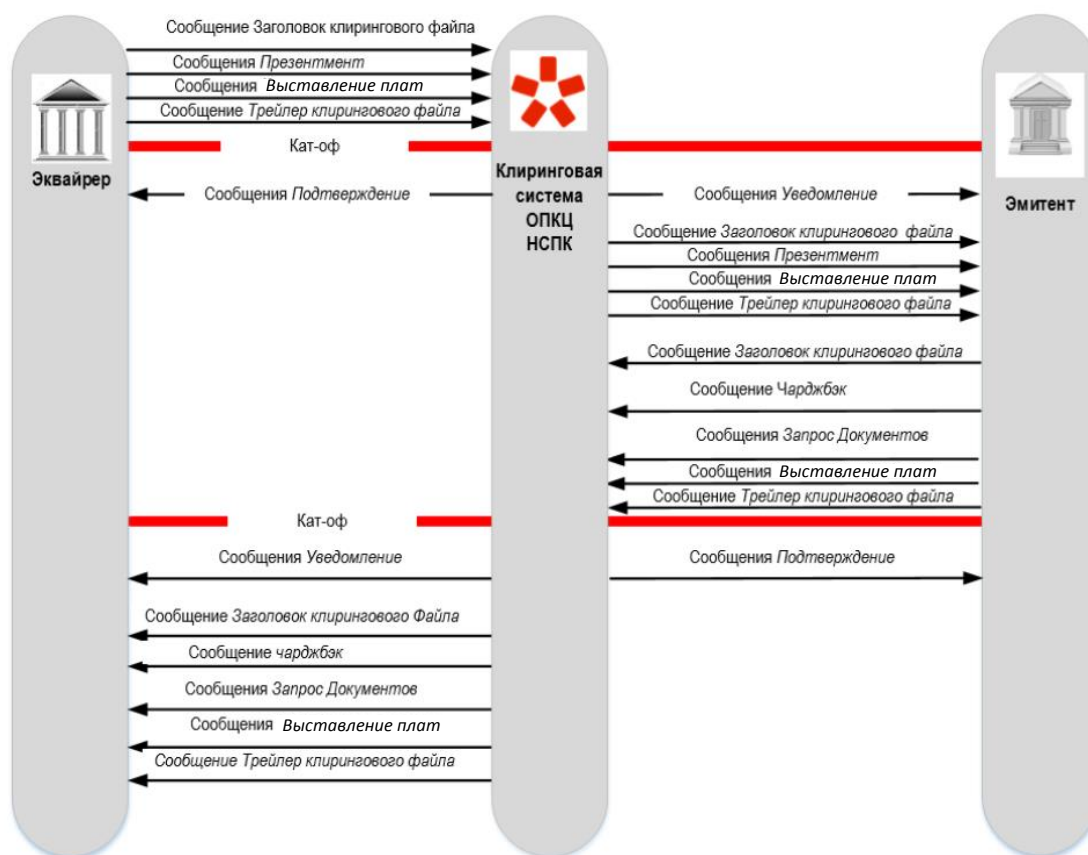 Сообщение Заголовок клирингового файла
Сообщения Презентмент
Сообщения Выставление плат
Сообщение Трейлер клирингового файла
Кат-оф
Эквайрер
Клиринговая
система
ОПКЦ
НСПК
Эмитент
Сообщения Подтверждение
Сообщения Уведомление
Сообщение Заголовок клирингового файла
Сообщения Презентмент
Сообщения Выставление плат
Сообщение Трейлер клирингового файла
Сообщение Заголовок клирингового файла
Сообщение Чарджбэк
Сообщения Запрос Документов
Сообщения Выставление плат
Сообщение Трейлер клирингового файла
Кат-оф
Сообщения Уведомление
Сообщения Подтверждение
Сообщение Заголовок клирингового Файла
Сообщение чарджбэк
Сообщения Запрос Документов
Сообщения Выставление плат
Сообщение Трейлер клирингового файла